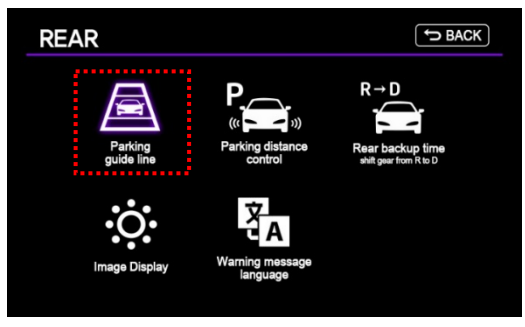 REAR
BACK
P
R→D
Parking
guide line
Parking distance
control
Rear backup time
shift gear from R to D
文
A
Image Display
Warning message
language